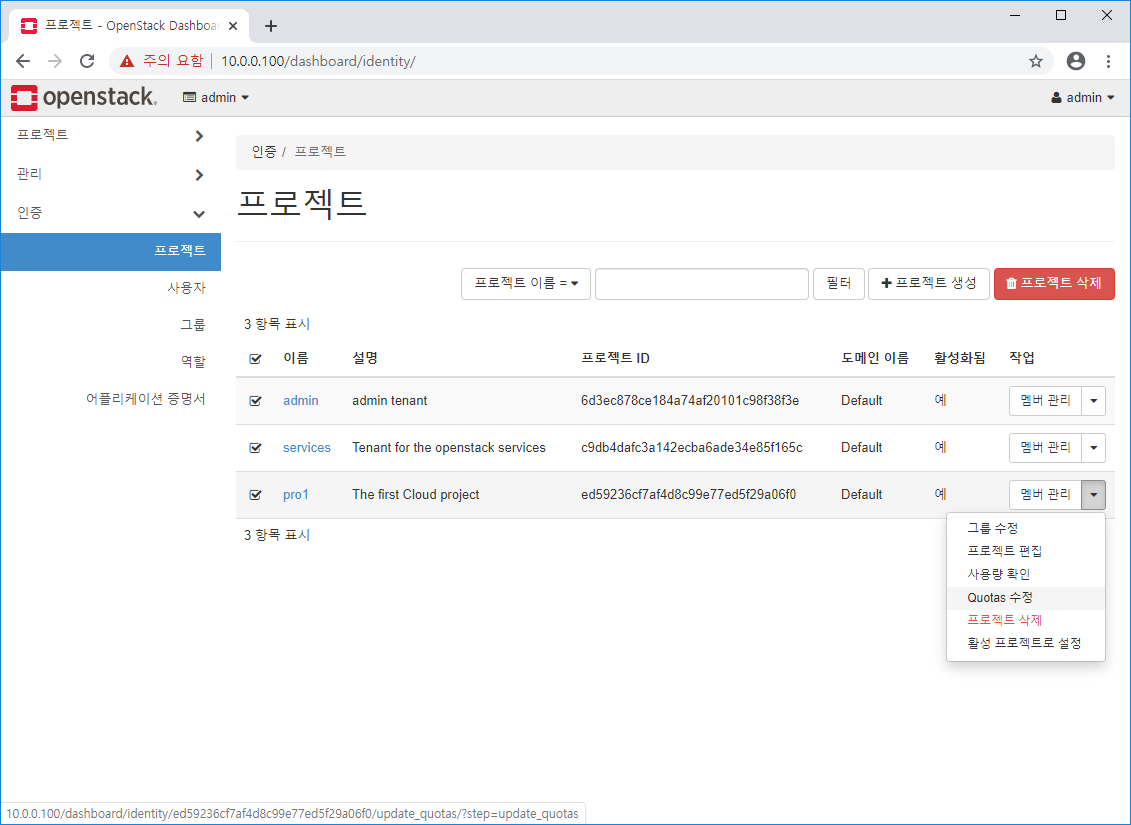 프로젝트 - OpenStack Dashboar
주의 요함 10.0.0.100/dashboard/identity/
openstack. admin admin
프로젝트
관리
인증
프로젝트
사용자
그룹
역할
어플리케이션 증명서
인증 / 프로젝트
프로젝트
프로젝트 이름 = 필터 프로젝트 생성 프로젝트 삭제
3 항목 표시
이름 설명 프로젝트 ID 도메인 이름 활성화됨 작업
admin admin tenant 6d3ec878ce184a74af20101c98f38f3e Default 예 멤버 관리
services Tenant for the openstack services c9db4dafc3a142ecba6ade34e85f165c Default 예 멤버 관리
pro1 The first Cloud project ed59236cf7af4d8c99e77ed5f29a06f0 Default 예 멤버 관리
3 항목 표시
그룹 수정
프로젝트 편집
사용량 확인
Quotas 수정
프로젝트 삭제
활성 프로젝트로 설정
10.0.0.100/dashboard/identity/ed59236cf7af4d8c99e77ed5f29a06f0/update_quotas/?step=update_quotas